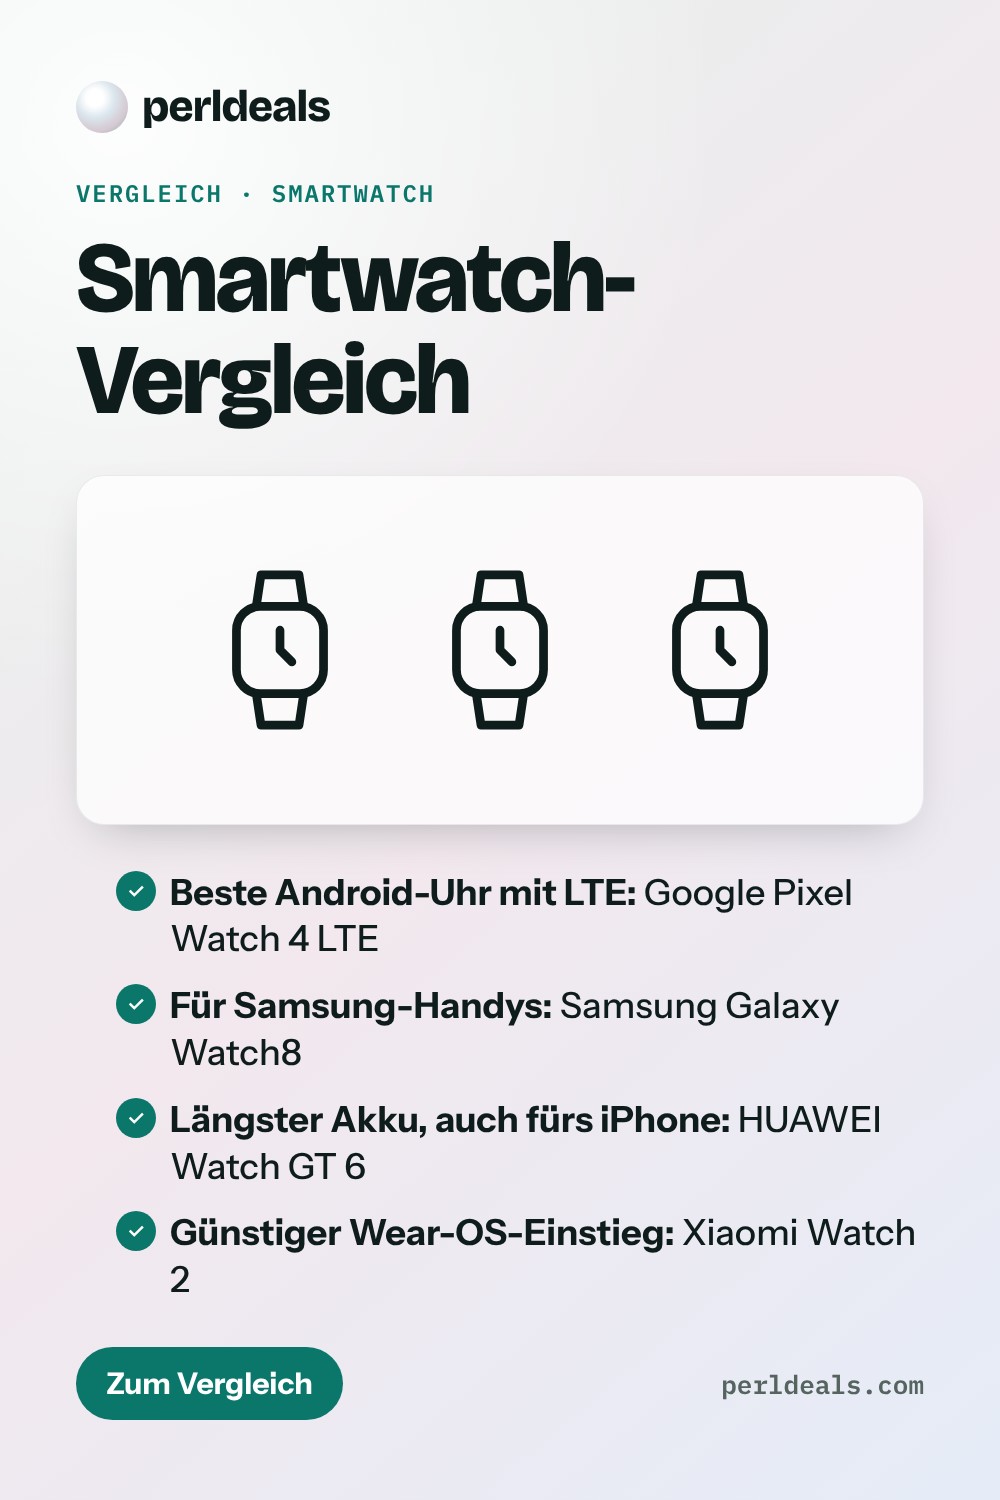 perldeals
VERGLEICH · SMARTWATCH
Smartwatch-
Vergleich
Beste Android-Uhr mit LTE: Google Pixel
Watch 4 LTE
Für Samsung-Handys: Samsung Galaxy
Watch8
Längster Akku, auch fürs iPhone: HUAWEI
Watch GT 6
Günstiger Wear-OS-Einstieg: Xiaomi Watch
2
Zum Vergleich
perldeals.com